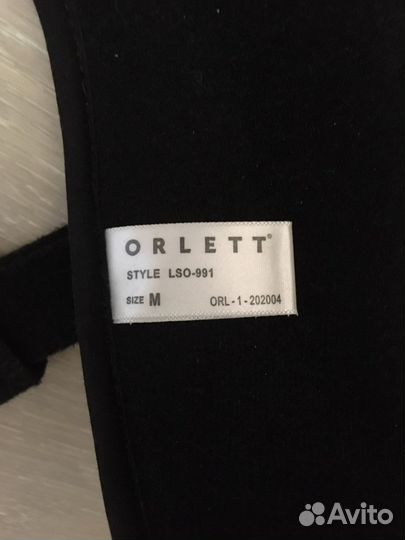 ORLETT®
STYLE LSO-991
SIZE M ORL-1-202004
Avito